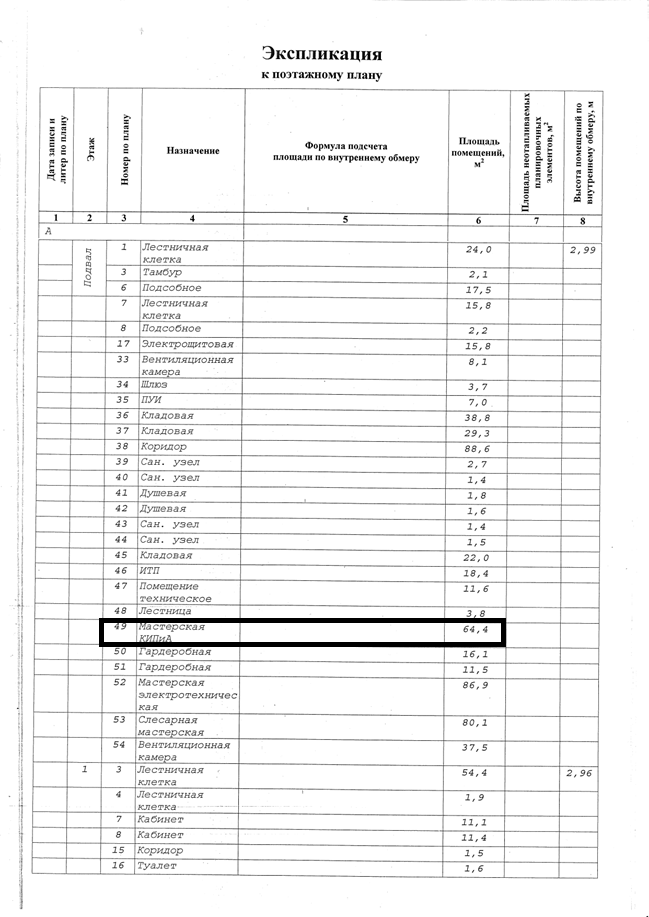 Экспликация
к поэтажному плану
Дата записи и литер по плану | Этаж | Номер по плану | Назначение | Формула подсчета площади по внутреннему обмеру | Площадь помещений, м² | Площадь неотапливаемых планировочных элементов, м² | Высота помещений по внутреннему обмеру, м
1 2 3 4 5 6 7 8
А
Подвал 1 Лестничная клетка 24,0 2,99
3 Тамбур 2,1
6 Подсобное 17,5
7 Лестничная клетка 15,8
8 Подсобное 2,2
17 Электрощитовая 15,8
33 Вентиляционная камера 8,1
34 Шлюз 3,7
35 ПУИ 7,0
36 Кладовая 38,8
37 Кладовая 29,3
38 Коридор 88,6
39 Сан. узел 2,7
40 Сан. узел 1,4
41 Душевая 1,8
42 Душевая 1,6
43 Сан. узел 1,4
44 Сан. узел 1,5
45 Кладовая 22,0
46 ИТП 18,4
47 Помещение техническое 11,6
48 Лестница 3,8
49 Мастерская КИПиА 64,4
50 Гардеробная 16,1
51 Гардеробная 11,5
52 Мастерская электротехническая 86,9
53 Слесарная мастерская 80,1
54 Вентиляционная камера 37,5
1 3 Лестничная клетка 54,4 2,96
4 Лестничная клетка 1,9
7 Кабинет 11,1
8 Кабинет 11,4
15 Коридор 1,5
16 Туалет 1,6